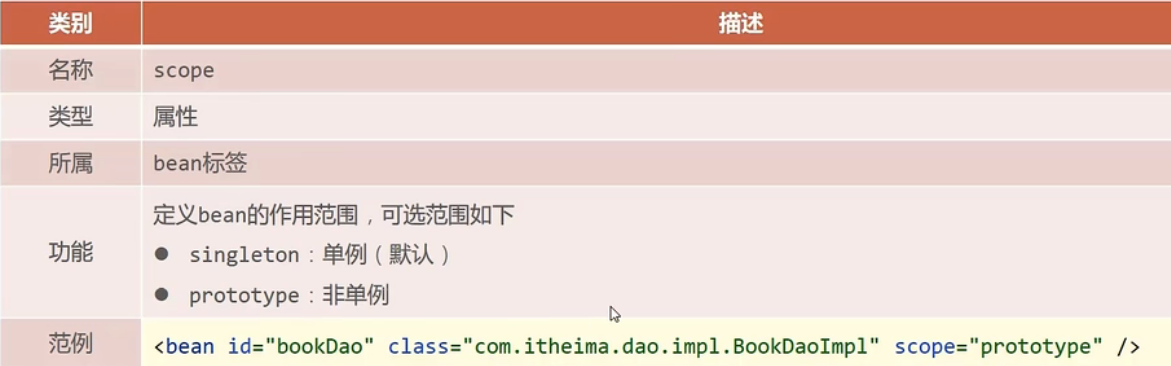 类别 描述
名称 scope
类型 属性
所属 bean标签
功能 定义bean的作用范围，可选范围如下
● singleton：单例（默认）
● prototype：非单例
范例 <bean id="bookDao" class="com.itheima.dao.impl.BookDaoImpl" scope="prototype" />